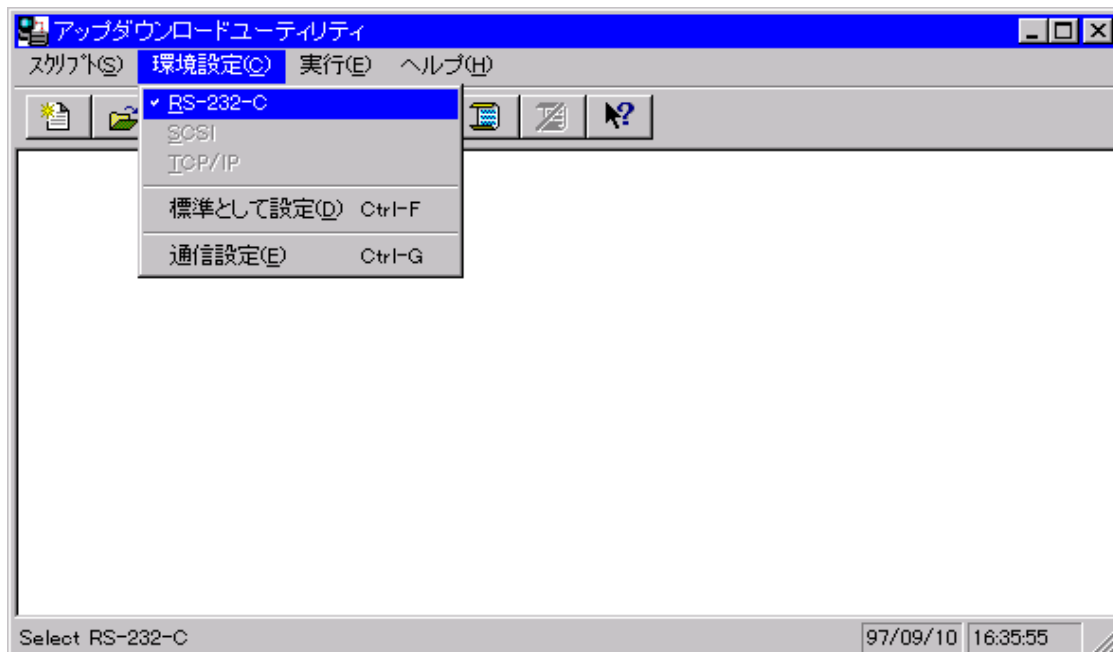 アップダウンロードユーティリティ
ｽｸﾘﾌﾟﾄ(S) 環境設定(C) 実行(E) ヘルプ(H)
RS-232-C
SCSI
TCP/IP
標準として設定(D) Ctrl-F
通信設定(E) Ctrl-G
Select RS-232-C 97/09/10 16:35:55